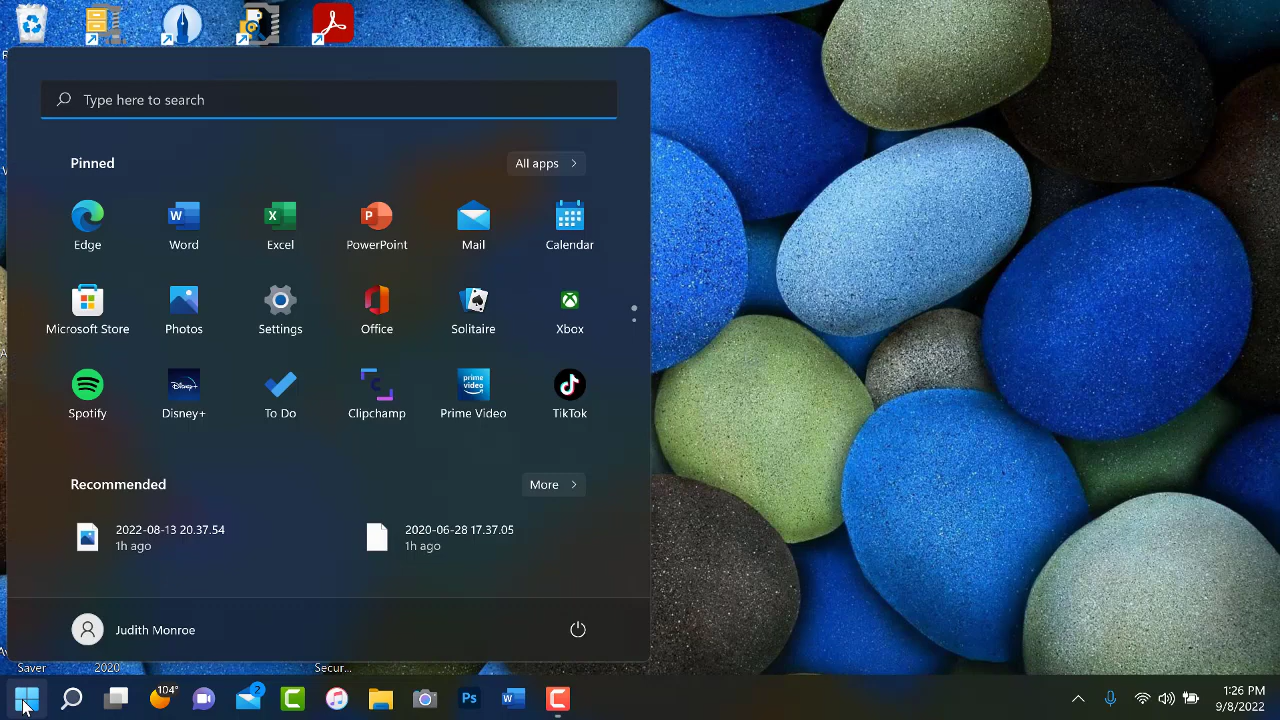 Type here to search
Pinned
All apps
Edge
Word
Excel
PowerPoint
Mail
Calendar
Microsoft Store
Photos
Settings
Office
Solitaire
Xbox
Spotify
Disney+
To Do
Clipchamp
Prime Video
TikTok
Recommended
More
2022-08-13 20.37.54
1h ago
2020-06-28 17.37.05
1h ago
Judith Monroe
Saver
2020
Secur...
104°
2
Ps
1:26 PM
9/8/2022